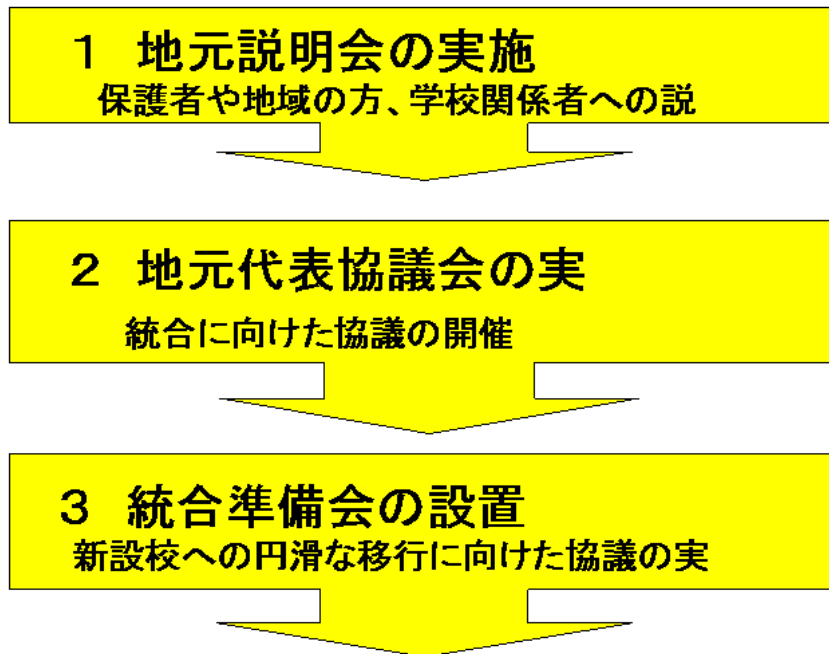 １ 地元説明会の実施
保護者や地域の方、学校関係者への説
２ 地元代表協議会の実
統合に向けた協議の開催
３ 統合準備会の設置
新設校への円滑な移行に向けた協議の実